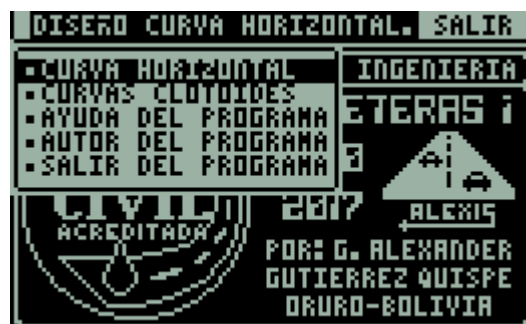 DISEÑO CURVA HORIZONTAL. SALIR
▪CURVA HORIZONTAL
▪CURVAS CLOTOIDES
▪AYUDA DEL PROGRAMA
▪AUTOR DEL PROGRAMA
▪SALIR DEL PROGRAMA
INGENIERIA
ETERAS i
CIVIL
ACREDITADA
2017
ALEXIS
POR: G. ALEXANDER
GUTIERREZ QUISPE
ORURO-BOLIVIA